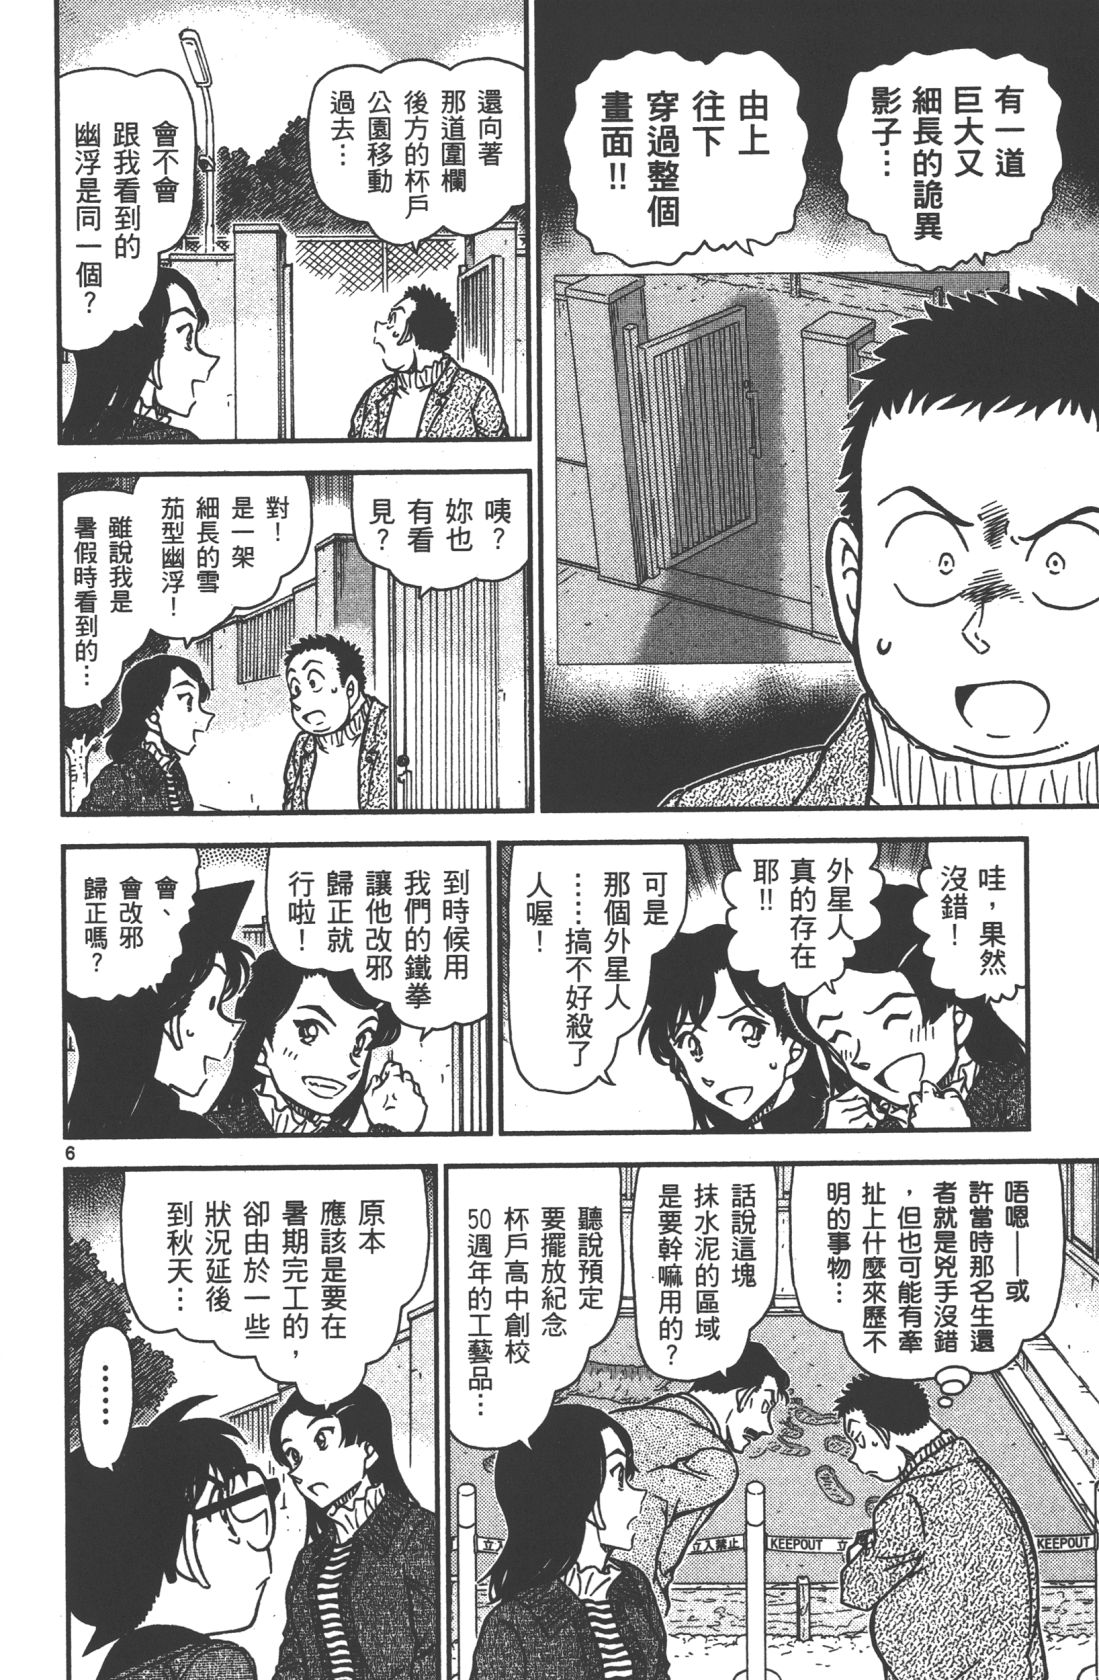 有一道
巨大又
細長的詭異
影子…
由上
往下
穿過整個
畫面!!
還向著
那道圍欄
後方的杯戶
公園移動
過去…
會不會
跟我看到的
幽浮是同一個？
咦？
妳也
有看
見？
對！
是一架
細長的雪
茄型幽浮！
雖說我是
暑假時看到的…
哇，果然
沒錯！
外星人
真的存在
耶!!
可是
那個外星人
……搞不好殺了
人喔！
到時候用
我們的鐵拳
讓他改邪
歸正就
行啦！
會、
會改邪
歸正嗎？
6
唔嗯——或
許當時那名生還
者就是兇手沒錯
，但也可能有牽
扯上什麼來歷不
明的事物…
話說這塊
抹水泥的區域
是要幹嘛用的？
聽說預定
要擺放紀念
杯戶高中創校
50週年的工藝品…
立入禁止
KEEPOUT
立
KEEPOUT
原本
應該是要在
暑期完工的，
卻由於一些
狀況延後
到秋天…
……